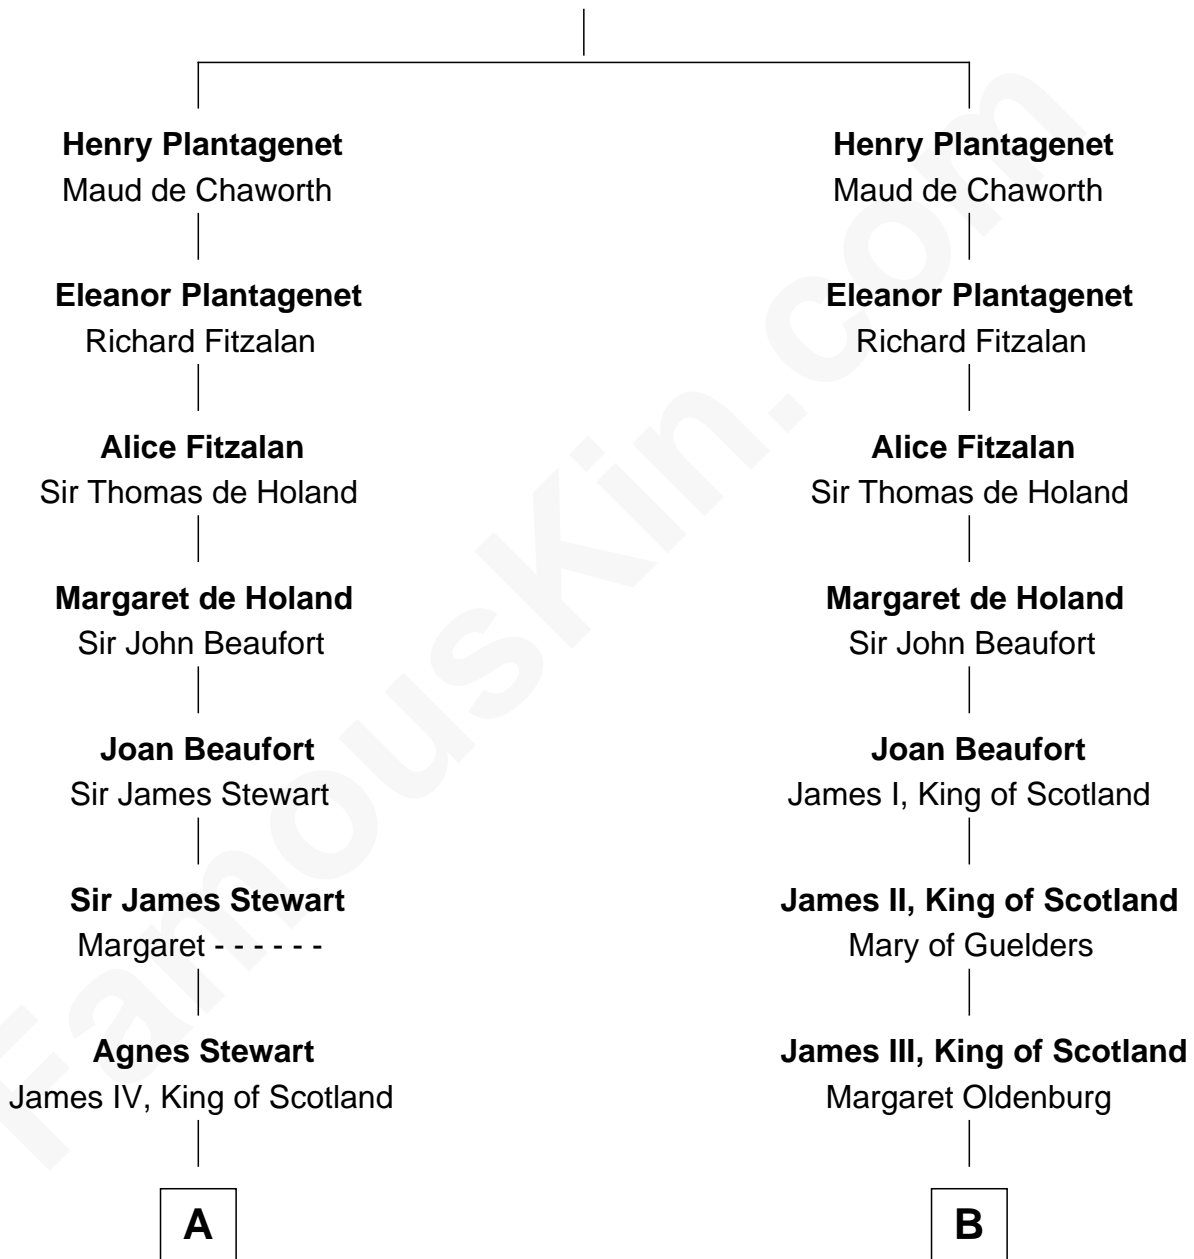 Henry Plantagenet
Maud de Chaworth
Eleanor Plantagenet
Richard Fitzalan
Alice Fitzalan
Sir Thomas de Holand
Margaret de Holand
Sir John Beaufort
Joan Beaufort
Sir James Stewart
Sir James Stewart
Margaret - - - - - -
Agnes Stewart
James IV, King of Scotland
A
Henry Plantagenet
Maud de Chaworth
Eleanor Plantagenet
Richard Fitzalan
Alice Fitzalan
Sir Thomas de Holand
Margaret de Holand
Sir John Beaufort
Joan Beaufort
James I, King of Scotland
James II, King of Scotland
Mary of Guelders
James III, King of Scotland
Margaret Oldenburg
B
FamousKin.com